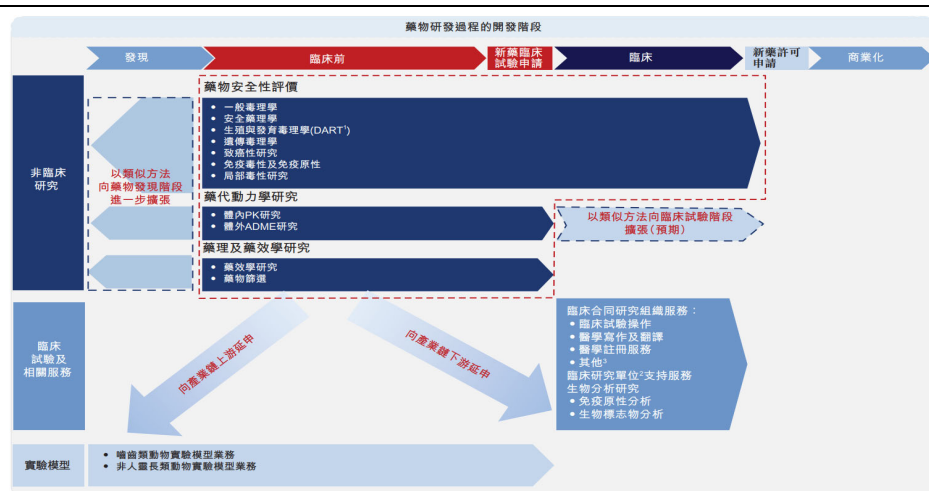 藥物研發過程的開發階段
發現
臨床前
新藥臨床
試驗申請
臨床
新藥許可
申請
商業化
非臨床
研究
以類似方法
向藥物發現階段
進一步擴張
藥物安全性評價
• 一般毒理學
• 安全藥理學
• 生殖與發育毒理學(DART¹)
• 遺傳毒理學
• 致癌性研究
• 免疫毒性及免疫原性
• 局部毒性研究
藥代動力學研究
• 體內PK研究
• 體外ADME研究
以類似方法向臨床試驗階段
擴張(預期)
藥理及藥效學研究
• 藥效學研究
• 藥物篩選
臨床
試驗及
相關服務
向產業鏈上游延申
向產業鏈下游延申
臨床合同研究組織服務：
• 臨床試驗操作
• 醫學寫作及翻譯
• 醫學註冊服務
• 其他³
臨床研究單位²支持服務
生物分析研究
• 免疫原性分析
• 生物標志物分析
實驗模型
• 嚙齒類動物實驗模型業務
• 非人靈長類動物實驗模型業務